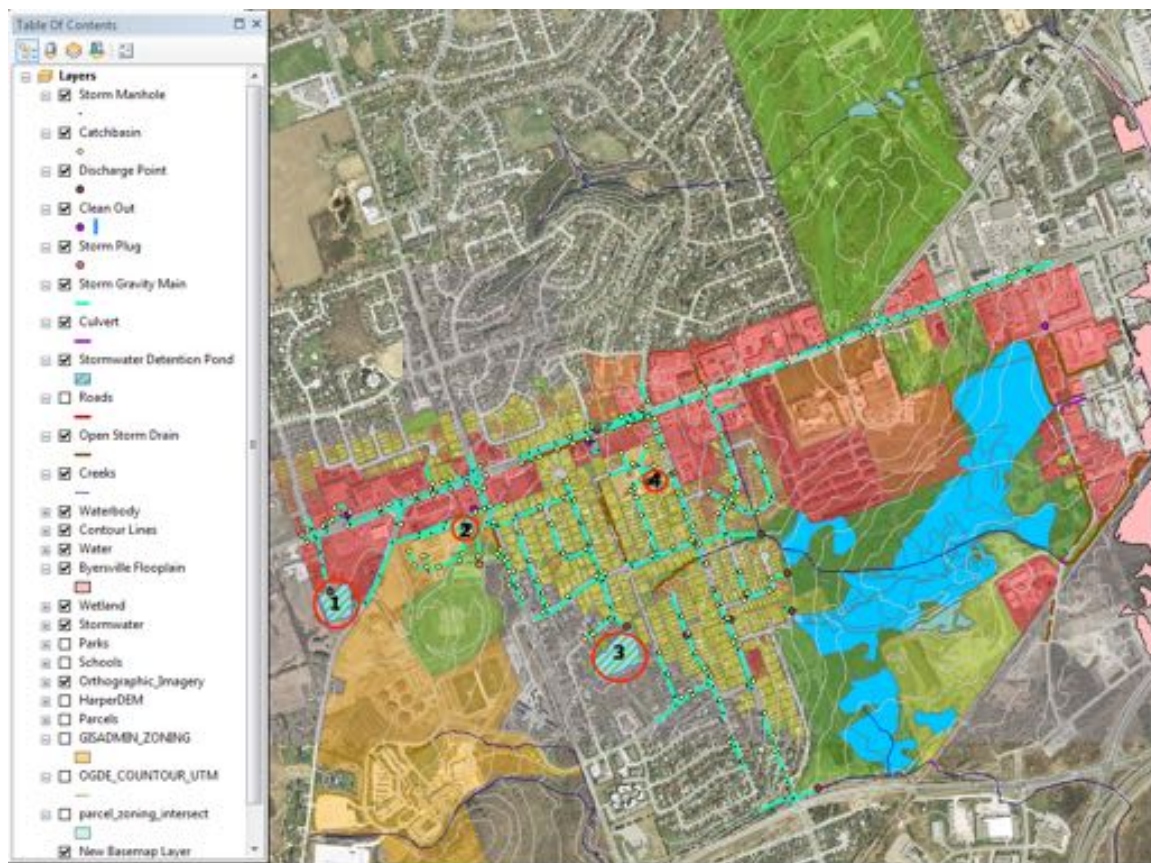 Table Of Contents
Layers
Storm Manhole
Catchbasin
Discharge Point
Clean Out
Storm Plug
Storm Gravity Main
Culvert
Stormwater Detention Pond
Roads
Open Storm Drain
Creeks
Waterbody
Contour Lines
Water
Byersville Flooplain
Wetland
Stormwater
Parks
Schools
Orthographic_Imagery
HarperDEM
Parcels
GISADMIN_ZONING
OGDE_COUNTOUR_UTM
parcel_zoning_intersect
New Basemap Layer
4
2
1
3